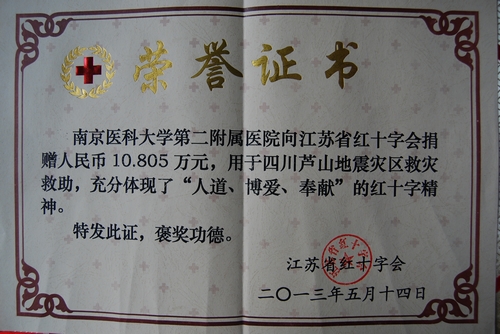 荣誉证书
南京医科大学第二附属医院向江苏省红十字会捐
赠人民币 10.805 万元，用于四川芦山地震灾区救灾
救助，充分体现了“人道、博爱、奉献”的红十字精
神。
特发此证，褒奖功德。
江苏省红十字会
二〇一三年五月十四日